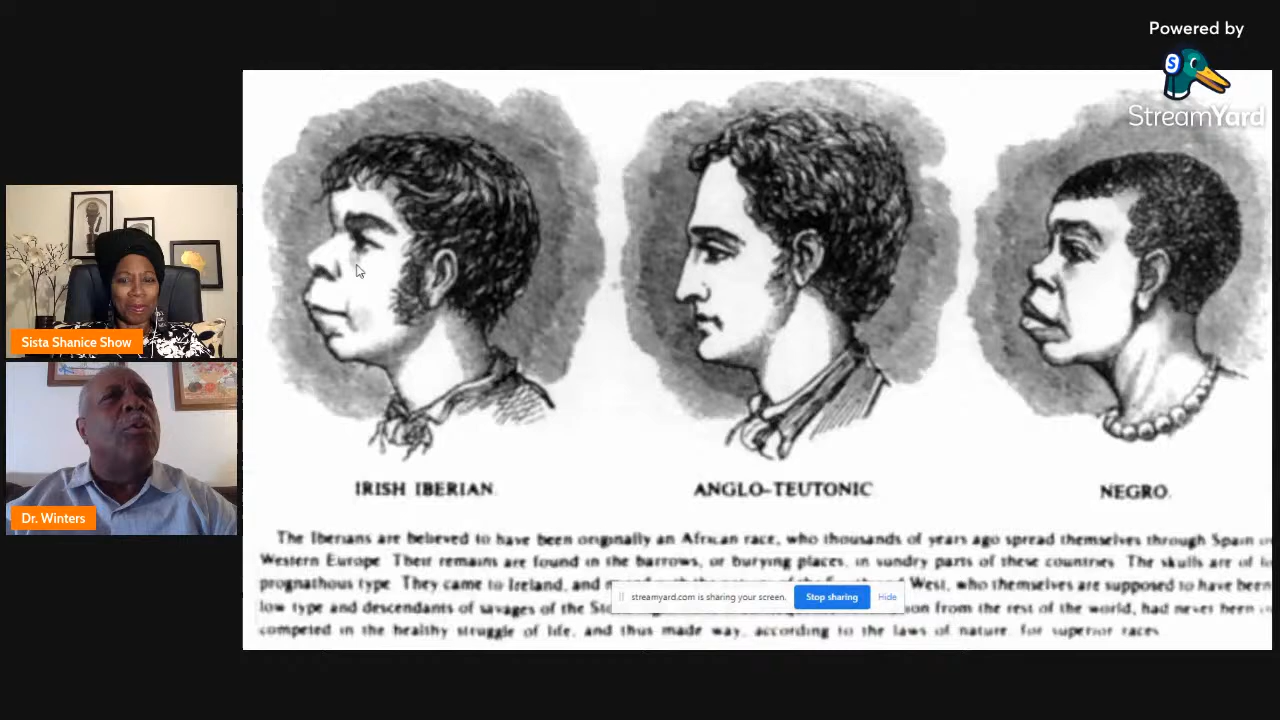 Powered by
StreamYard
Sista Shanice Show
Dr. Winters
IRISH IBERIAN.
ANGLO-TEUTONIC
NEGRO.
The Iberians are believed to have been originally an African race, who thousands of years ago spread themselves through Spain
Western Europe. Their remains are found in the barrows, or burying places, in sundry parts of these countries. The skulls are of
prognathous type. They came to Ireland, and West, who themselves are supposed to have been
low type and descendants of savages of the from the rest of the world, had never been
competed in the healthy struggle of life, and thus made way, according to the laws of nature, for superior races.
streamyard.com is sharing your screen.
Stop sharing
Hide